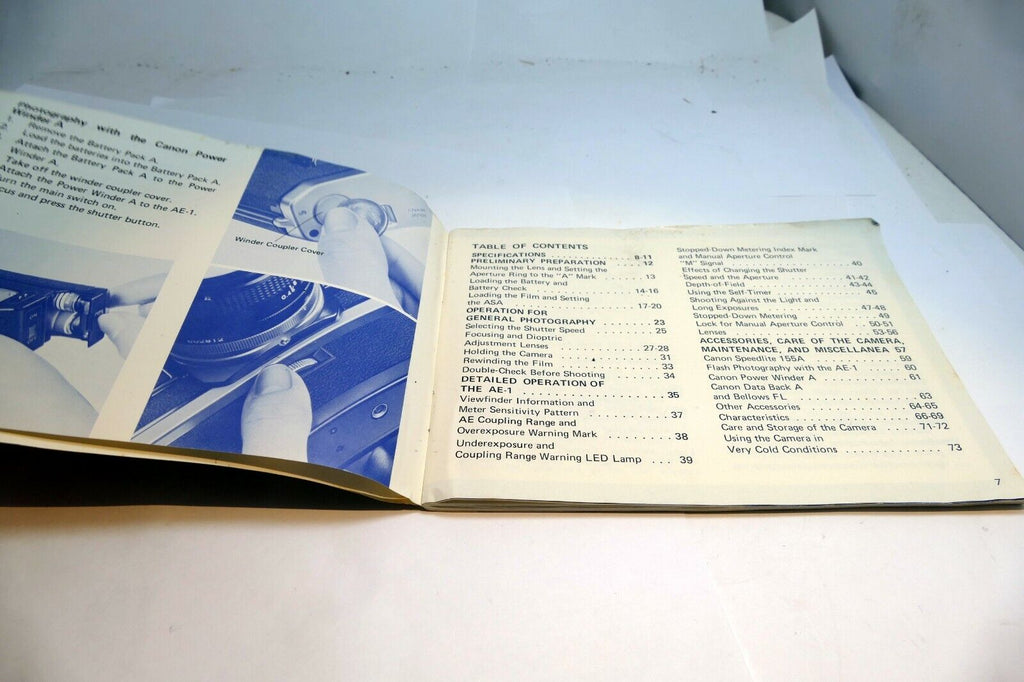 Photography with the Canon Power
Winder A
1. Remove the Battery Pack A.
2. Load the batteries into the Battery Pack A.
Attach the Battery Pack A to the Power
Winder A.
Take off the winder coupler cover.
Attach the Power Winder A to the AE-1.
urn the main switch on.
cus and press the shutter button.
Winder Coupler Cover
TABLE OF CONTENTS
SPECIFICATIONS 8-11
PRELIMINARY PREPARATION 12
Mounting the Lens and Setting the
Aperture Ring to the "A" Mark 13
Loading the Battery and
Battery Check 14-16
Loading the Film and Setting
the ASA 17-20
OPERATION FOR
GENERAL PHOTOGRAPHY 23
Selecting the Shutter Speed 25
Focusing and Dioptric
Adjustment Lenses 27-28
Holding the Camera 31
Rewinding the Film 33
Double-Check Before Shooting 34
DETAILED OPERATION OF
THE AE-1 35
Viewfinder Information and
Meter Sensitivity Pattern 37
AE Coupling Range and
Overexposure Warning Mark 38
Underexposure and
Coupling Range Warning LED Lamp 39
Stopped-Down Metering Index Mark
and Manual Aperture Control
"M" Signal 40
Effects of Changing the Shutter
Speed and the Aperture 41-42
Depth-of-Field 43-44
Using the Self-Timer 45
Shooting Against the Light and
Long Exposures 47-48
Stopped-Down Metering 49
Lock for Manual Aperture Control 50-51
Lenses 53-56
ACCESSORIES, CARE OF THE CAMERA,
MAINTENANCE, AND MISCELLANEA 57
Canon Speedlite 155A 59
Flash Photography with the AE-1 60
Canon Power Winder A 61
Canon Data Back A
and Bellows FL 63
Other Accessories 64-65
Characteristics 66-69
Care and Storage of the Camera 71-72
Using the Camera in
Very Cold Conditions 73
7